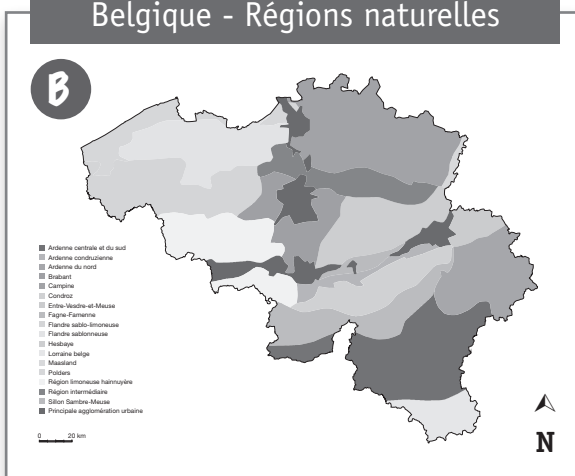 Belgique - Régions naturelles
B
Ardenne centrale et du sud
Ardenne condruzienne
Ardenne du nord
Brabant
Campine
Condroz
Entre-Vesdre-et-Meuse
Fagne-Famenne
Flandre sablo-limoneuse
Flandre sablonneuse
Hesbaye
Lorraine belge
Maasland
Polders
Région limoneuse hainnuyère
Région intermédiaire
Sillon Sambre-Meuse
Principale agglomération urbaine
0 20 km
N